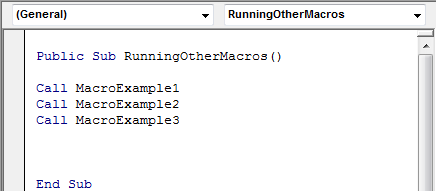 (General) RunningOtherMacros
Public Sub RunningOtherMacros()
Call MacroExample1
Call MacroExample2
Call MacroExample3
End Sub